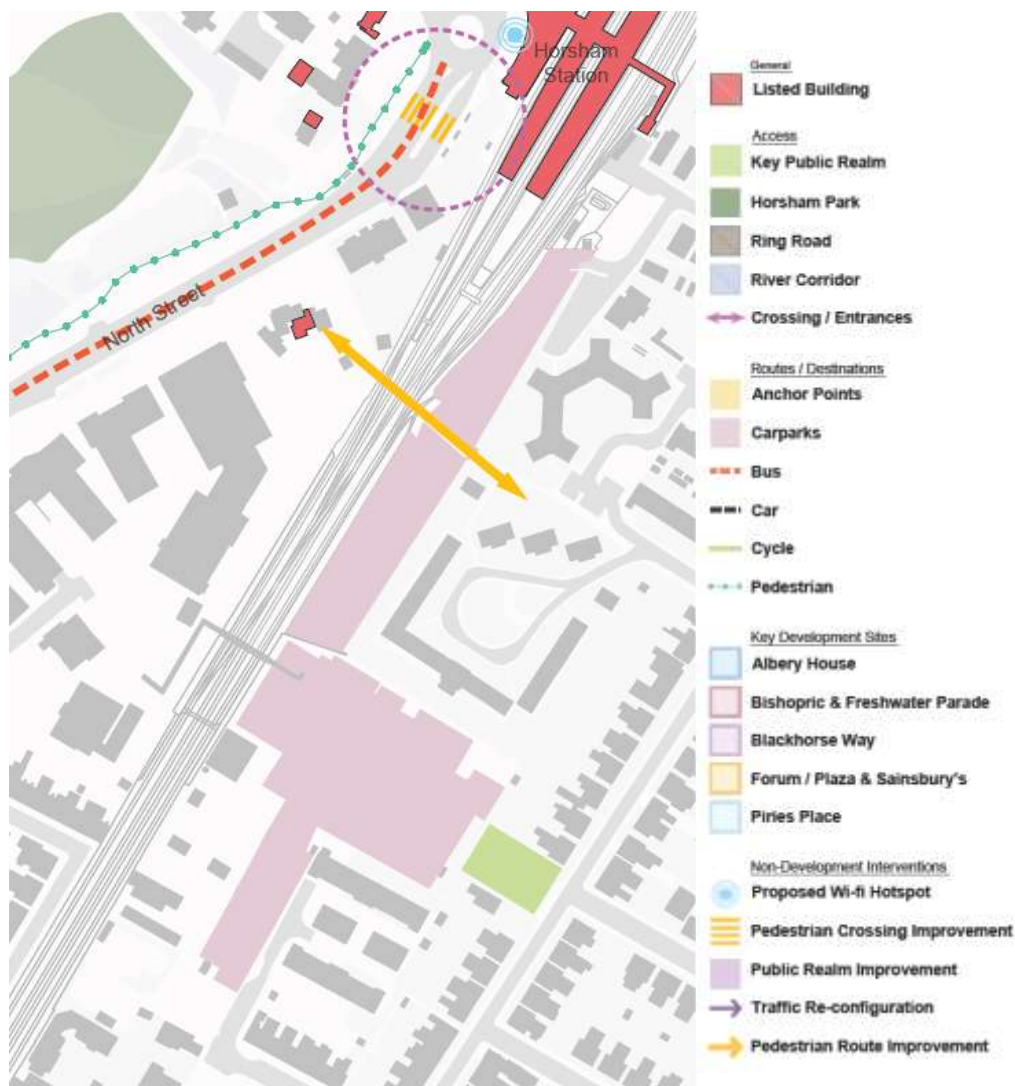 Horsham
Station
North Street
General
Listed Building
Access
Key Public Realm
Horsham Park
Ring Road
River Corridor
Crossing / Entrances
Routes / Destinations
Anchor Points
Carparks
Bus
Car
Cycle
Pedestrian
Key Development Sites
Albery House
Bishopric & Freshwater Parade
Blackhorse Way
Forum / Plaza & Sainsbury's
Piries Place
Non-Development Interventions
Proposed Wi-fi Hotspot
Pedestrian Crossing Improvement
Public Realm Improvement
Traffic Re-configuration
Pedestrian Route Improvement